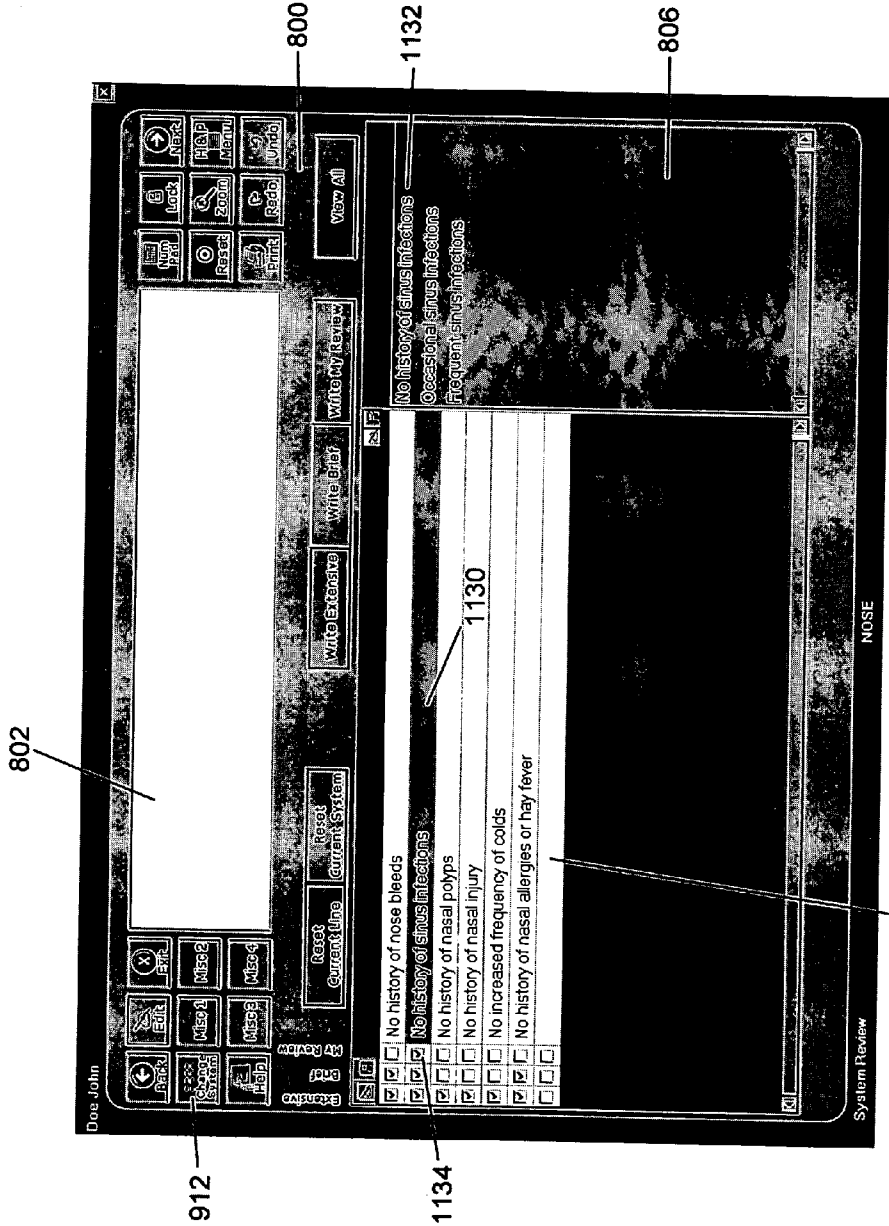 Doe John
Back
Edit
Exit
Change System
Misc 1
Misc 2
Help
Misc 3
Misc 4
Num Pad
Lock
Next
Reset
Zoom
H&P Menu
Print
Redo
Undo
Extensive
Brief
My Review
Reset Current Line
Reset Current System
Write Extensive
Write Brief
Write My Review
View All
No history of nose bleeds
No history of sinus infections
No history of nasal polyps
No history of nasal injury
No increased frequency of colds
No history of nasal allergies or hay fever
No history of sinus infections
Occasional sinus infections
Frequent sinus infections
System Review
NOSE
802
912
1134
1130
800
1132
806